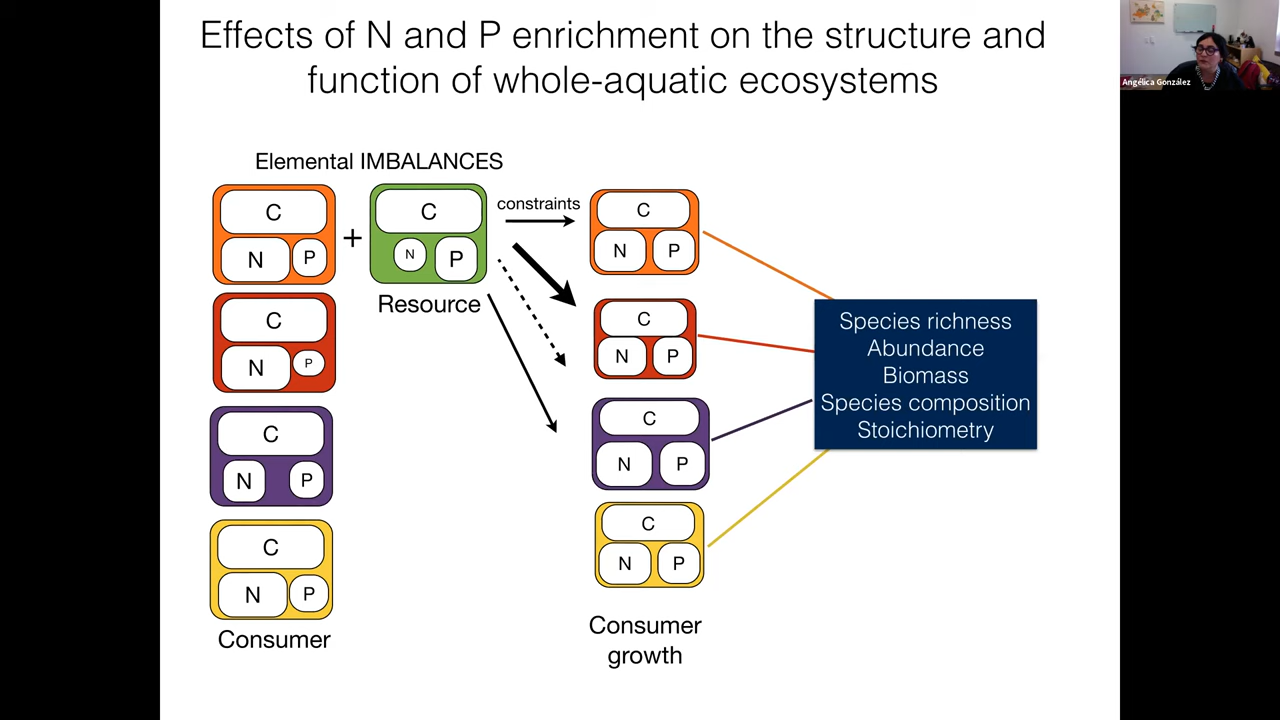 Effects of N and P enrichment on the structure and
function of whole-aquatic ecosystems
Angélica González
Elemental IMBALANCES
C
N
P
+
C
N
P
Resource
constraints
C
N
P
C
N
P
C
N
P
C
N
P
Consumer
C
N
P
C
N
P
C
N
P
C
N
P
Consumer
growth
Species richness
Abundance
Biomass
Species composition
Stoichiometry